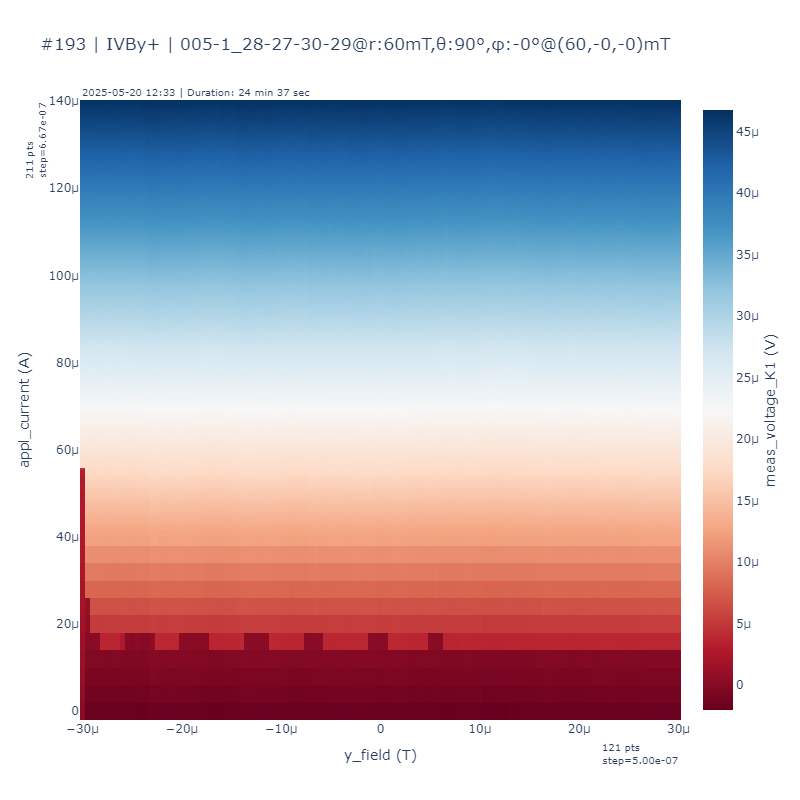 #193 | IVBy+ | 005-1_28-27-30-29@r:60mT,θ:90°,φ:-0°@(60,-0,-0)mT
2025-05-20 12:33 | Duration: 24 min 37 sec
211 pts
step=6.67e-07
140μ
120μ
100μ
80μ
60μ
40μ
20μ
0
appl_current (A)
−30μ
−20μ
−10μ
0
10μ
20μ
30μ
y_field (T)
121 pts
step=5.00e-07
45μ
40μ
35μ
30μ
25μ
20μ
15μ
10μ
5μ
0
meas_voltage_K1 (V)